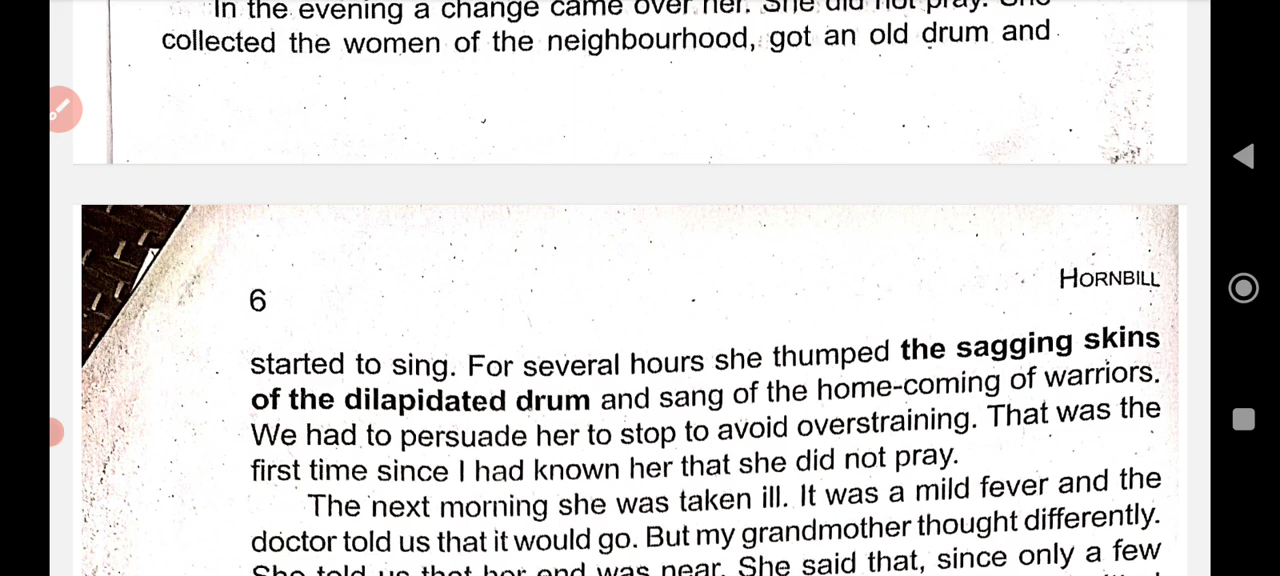 In the evening a change came over her. She did not pray. She
collected the women of the neighbourhood, got an old drum and
6
HORNBILL
started to sing. For several hours she thumped the sagging skins
of the dilapidated drum and sang of the home-coming of warriors.
We had to persuade her to stop to avoid overstraining. That was the
first time since I had known her that she did not pray.
The next morning she was taken ill. It was a mild fever and the
doctor told us that it would go. But my grandmother thought differently.
She told us that her end was near. She said that, since only a few